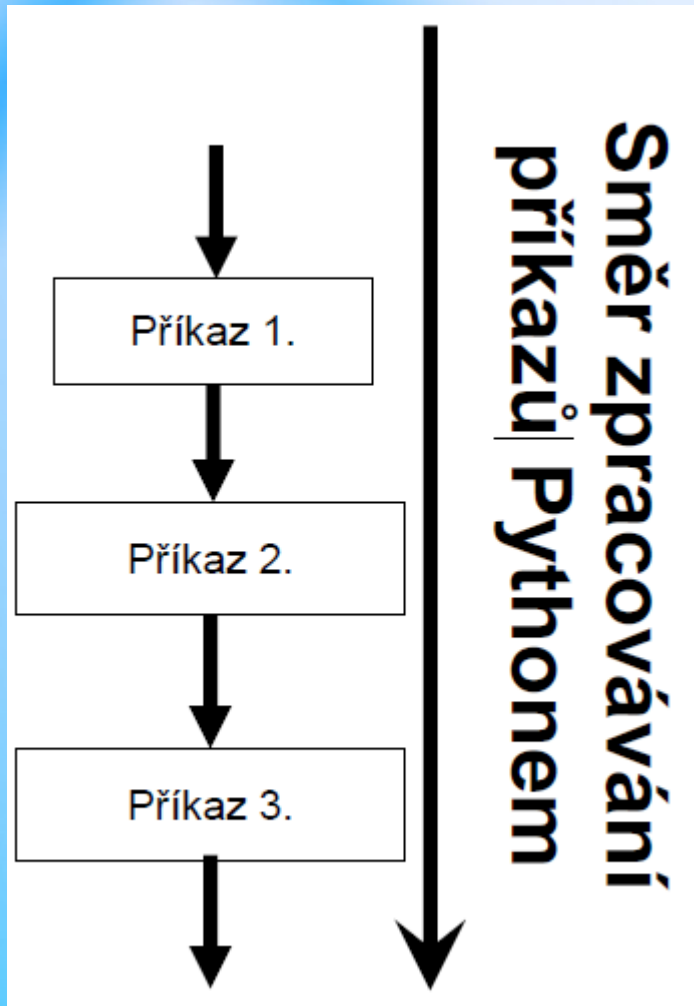 Příkaz 1.
Příkaz 2.
Příkaz 3.
Směr zpracovávání
příkazů Pythonem